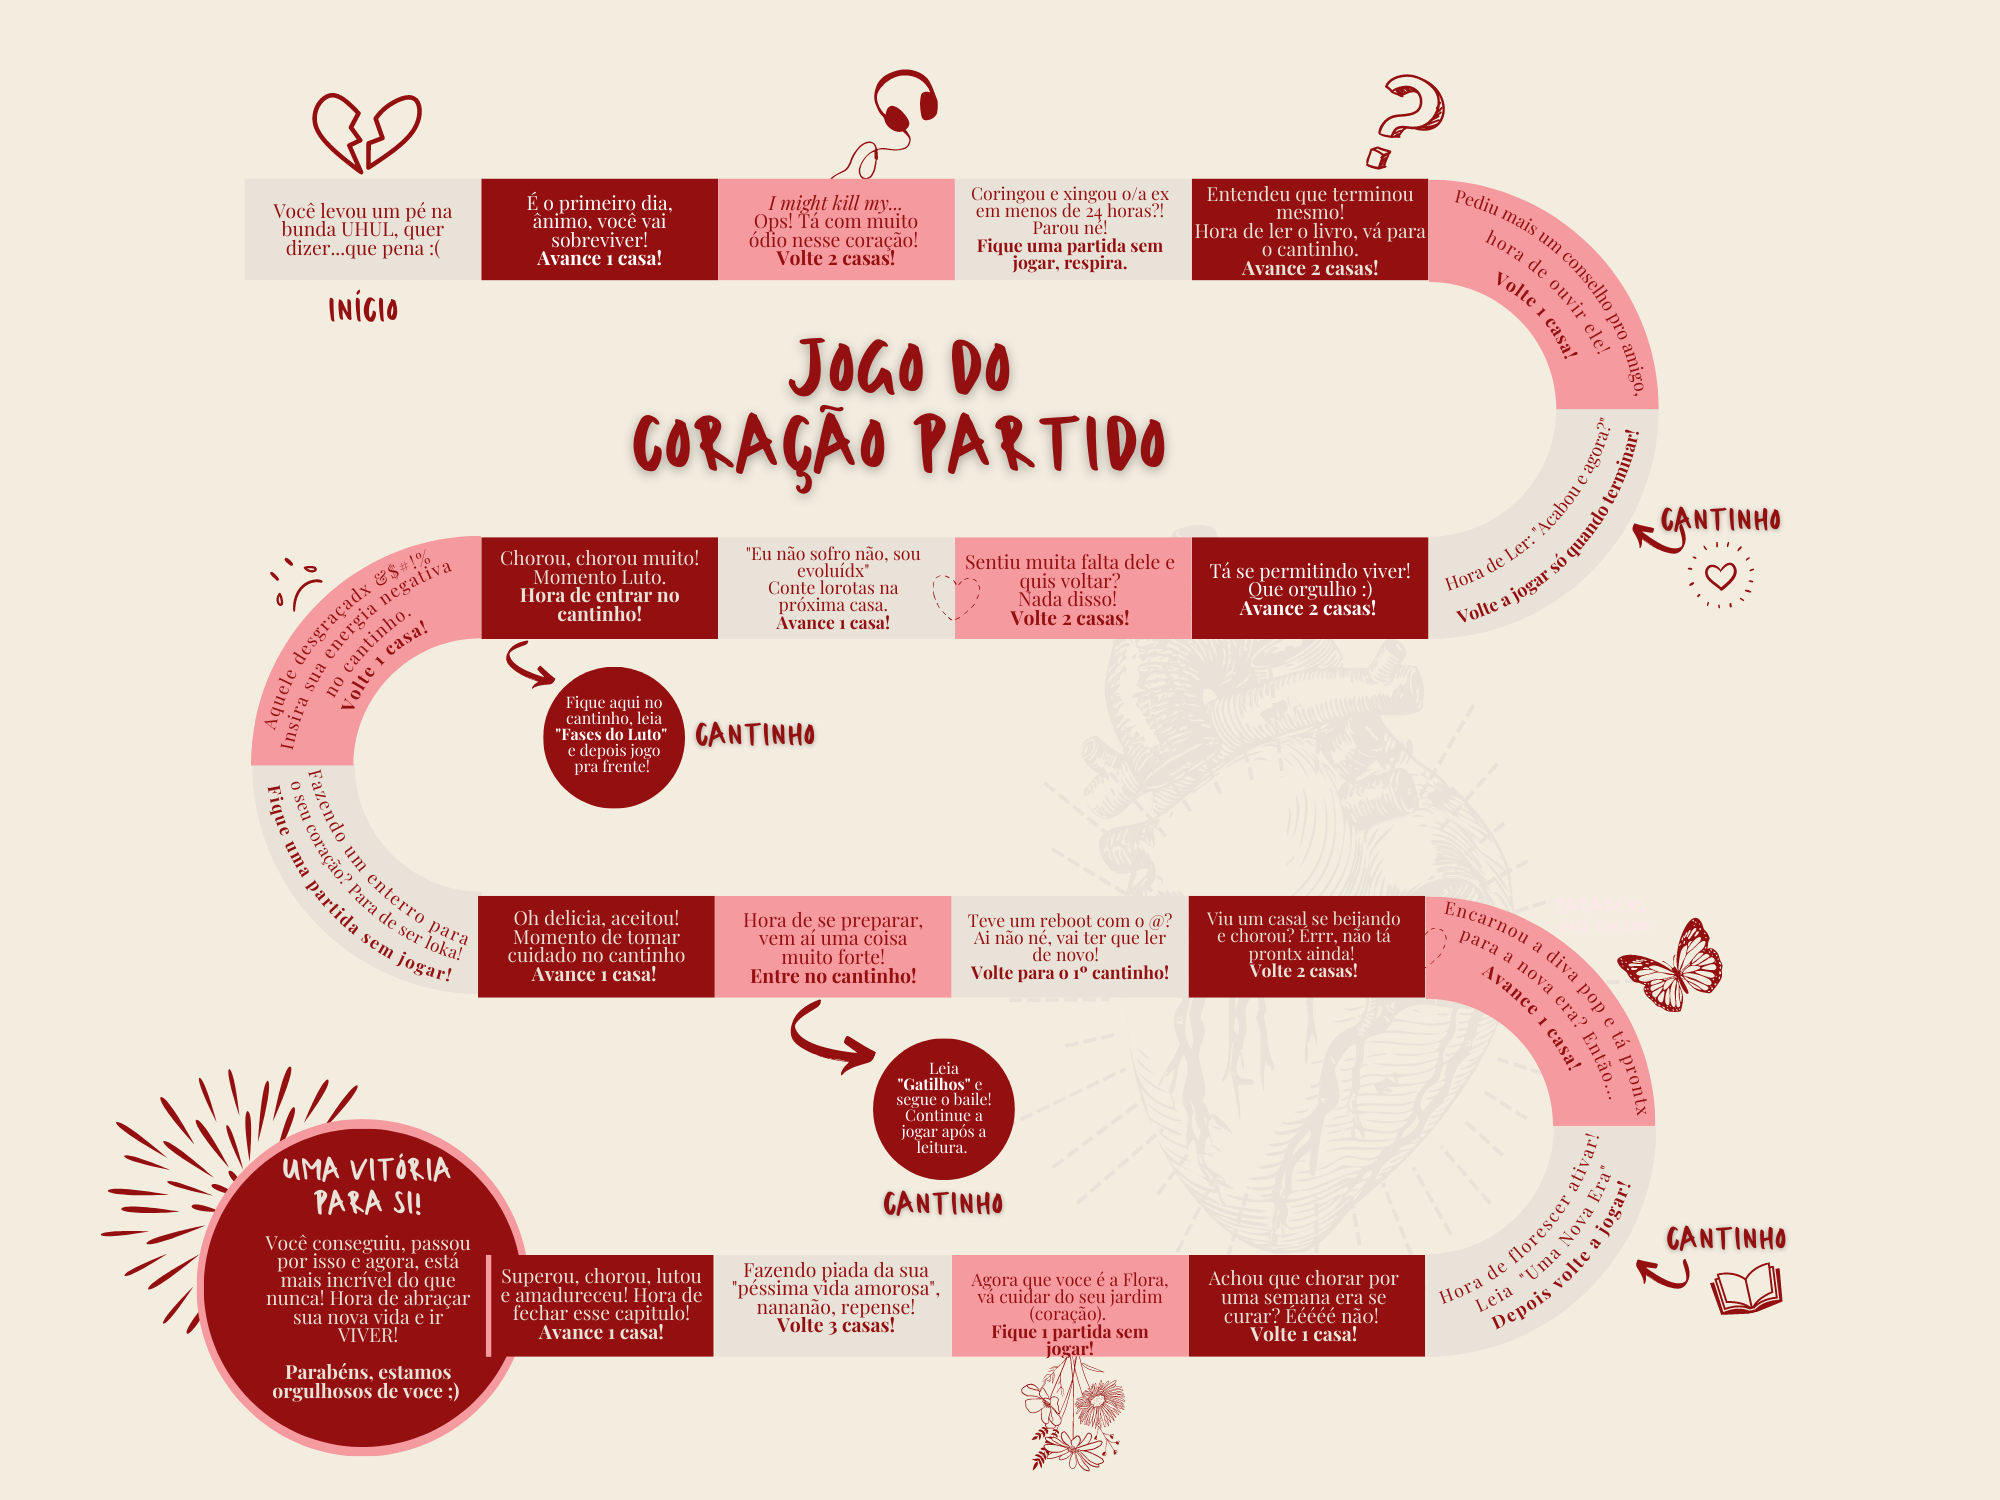 Você levou um pé na
bunda UHUL, quer
dizer...que pena :(
INÍCIO
É o primeiro dia,
ânimo, você vai
sobreviver!
Avance 1 casa!
I might kill my...
Ops! Tá com muito
ódio nesse coração!
Volte 2 casas!
Coringou e xingou o/a ex
em menos de 24 horas?!
Parou né!
Fique uma partida sem
jogar, respira.
Entendeu que terminou
mesmo!
Hora de ler o livro, vá para
o cantinho.
Avance 2 casas!
Pediu mais um conselho pro amigo,
hora de ouvir ele!
Volte 1 casa!
JOGO DO
CORAÇÃO PARTIDO
Hora de Ler:"Acabou e agora?"
Volte a jogar só quando terminar!
CANTINHO
Tá se permitindo viver!
Que orgulho :)
Avance 2 casas!
Sentiu muita falta dele e
quis voltar?
Nada disso!
Volte 2 casas!
"Eu não sofro não, sou
evoluídx"
Conte lorotas na
próxima casa.
Avance 1 casa!
Chorou, chorou muito!
Momento Luto.
Hora de entrar no
cantinho!
Fique aqui no
cantinho, leia
"Fases do Luto"
e depois jogo
pra frente!
CANTINHO
Aquele desgraçadx &$#!%
Insira sua energia negativa
no cantinho.
Volte 1 casa!
Fazendo um enterro para
o seu coração? Para de ser loka!
Fique uma partida sem jogar!
Oh delicia, aceitou!
Momento de tomar
cuidado no cantinho
Avance 1 casa!
Hora de se preparar,
vem aí uma coisa
muito forte!
Entre no cantinho!
Leia
"Gatilhos" e
segue o baile!
Continue a
jogar após a
leitura.
CANTINHO
Teve um reboot com o @?
Ai não né, vai ter que ler
de novo!
Volte para o 1º cantinho!
Viu um casal se beijando
e chorou? Érrr, não tá
prontx ainda!
Volte 2 casas!
Encarnou a diva pop e tá prontx
para a nova era? Então...
Avance 1 casa!
Hora de florescer ativar!
Leia "Uma Nova Era"
Depois volte a jogar!
CANTINHO
Achou que chorar por
uma semana era se
curar? Ééééé não!
Volte 1 casa!
Agora que voce é a Flora,
vá cuidar do seu jardim
(coração).
Fique 1 partida sem
jogar!
Fazendo piada da sua
"péssima vida amorosa",
nananão, repense!
Volte 3 casas!
Superou, chorou, lutou
e amadureceu! Hora de
fechar esse capitulo!
Avance 1 casa!
UMA VITÓRIA
PARA SI!
Você conseguiu, passou
por isso e agora, está
mais incrível do que
nunca! Hora de abraçar
sua nova vida e ir
VIVER!
Parabéns, estamos
orgulhosos de voce ;)